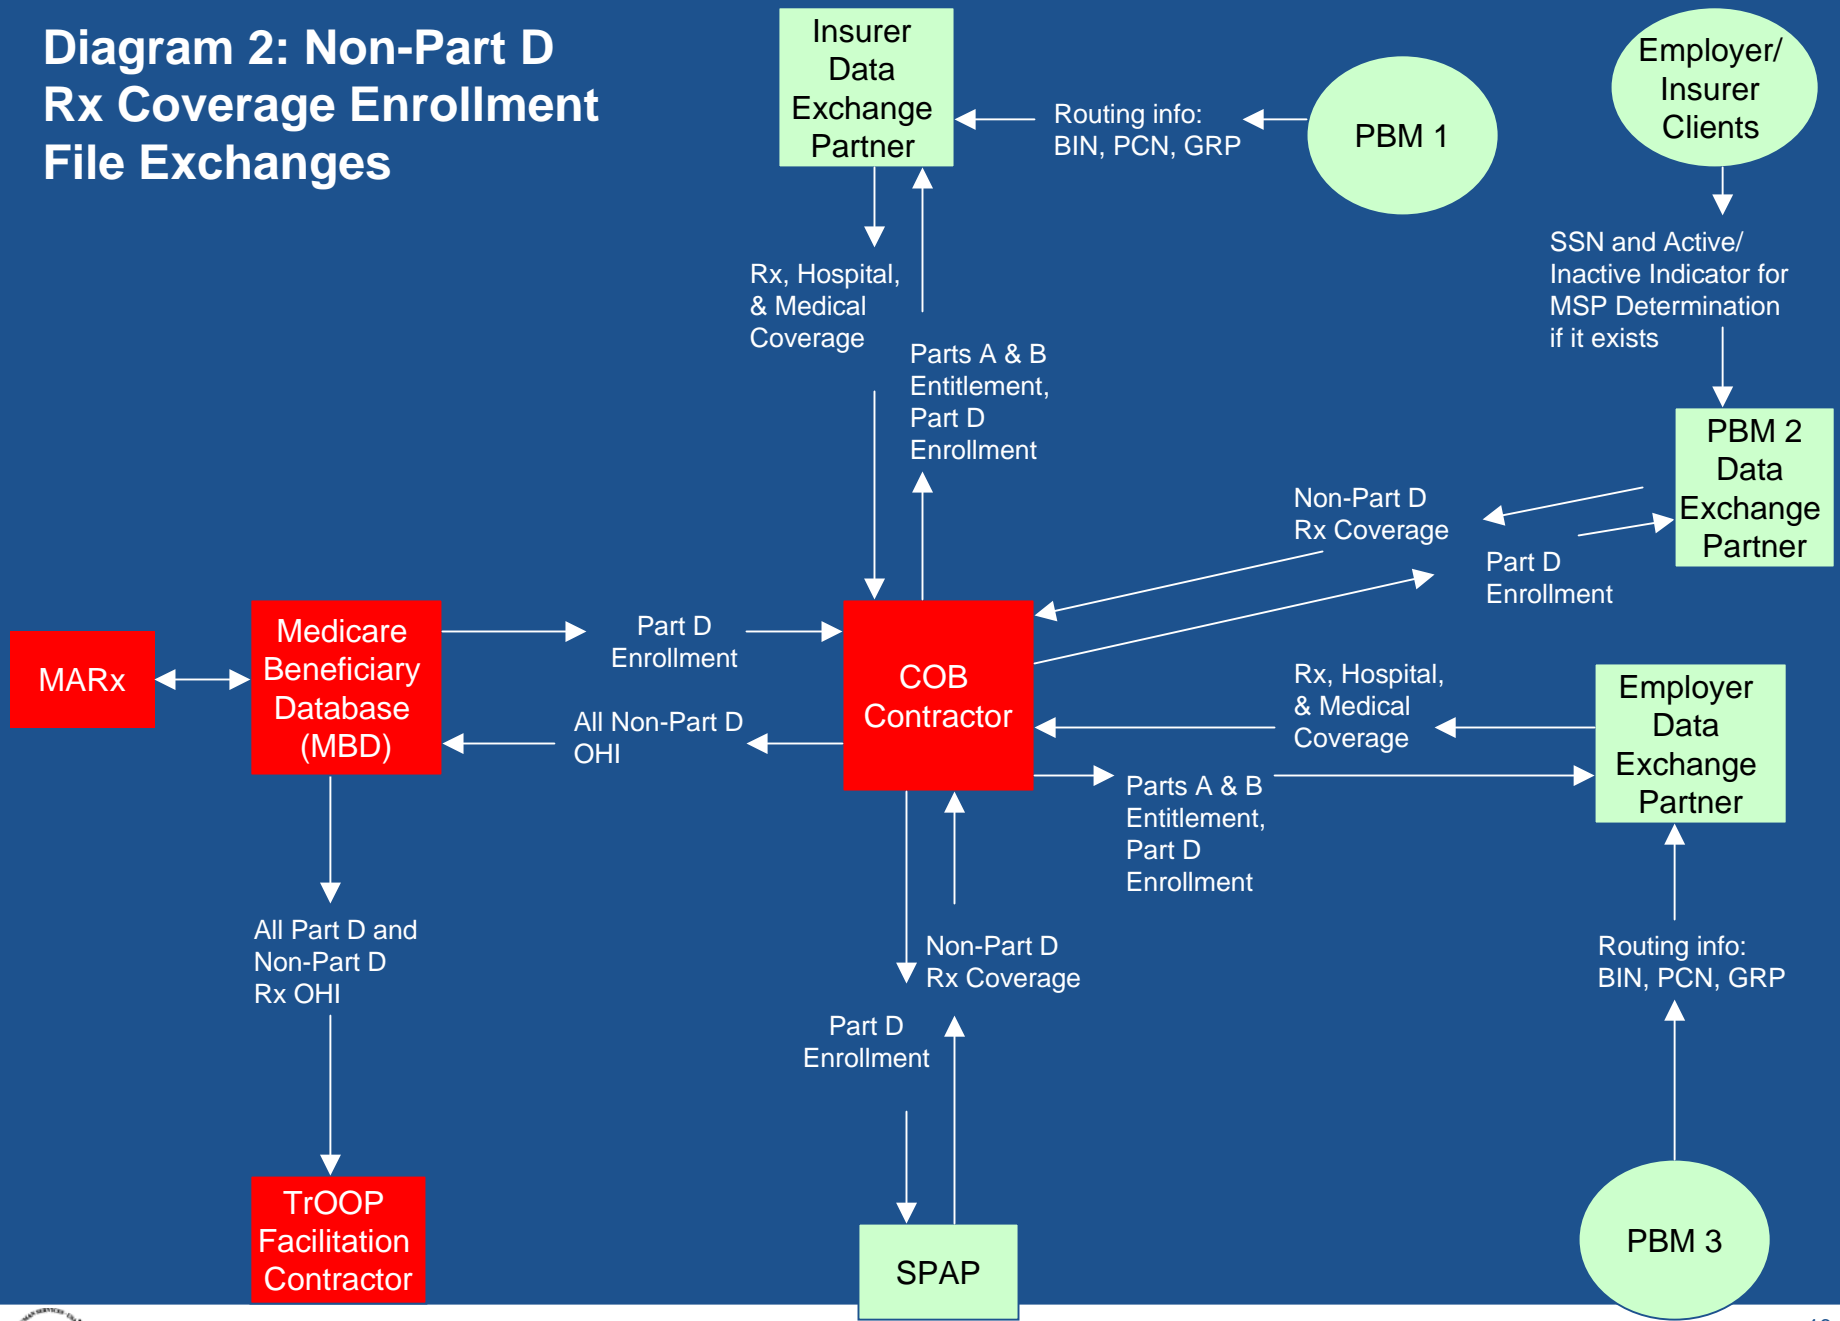 Diagram 2: Non-Part D
Rx Coverage Enrollment
File Exchanges
Insurer
Data
Exchange
Partner
Routing info:
BIN, PCN, GRP
PBM 1
Employer/
Insurer
Clients
SSN and Active/
Inactive Indicator for
MSP Determination
if it exists
Rx, Hospital,
& Medical
Coverage
Parts A & B
Entitlement,
Part D
Enrollment
PBM 2
Data
Exchange
Partner
Non-Part D
Rx Coverage
Part D
Enrollment
MARx
Medicare
Beneficiary
Database
(MBD)
Part D
Enrollment
All Non-Part D
OHI
COB
Contractor
Rx, Hospital,
& Medical
Coverage
Parts A & B
Entitlement,
Part D
Enrollment
Employer
Data
Exchange
Partner
All Part D and
Non-Part D
Rx OHI
Non-Part D
Rx Coverage
Part D
Enrollment
Routing info:
BIN, PCN, GRP
TrOOP
Facilitation
Contractor
SPAP
PBM 3